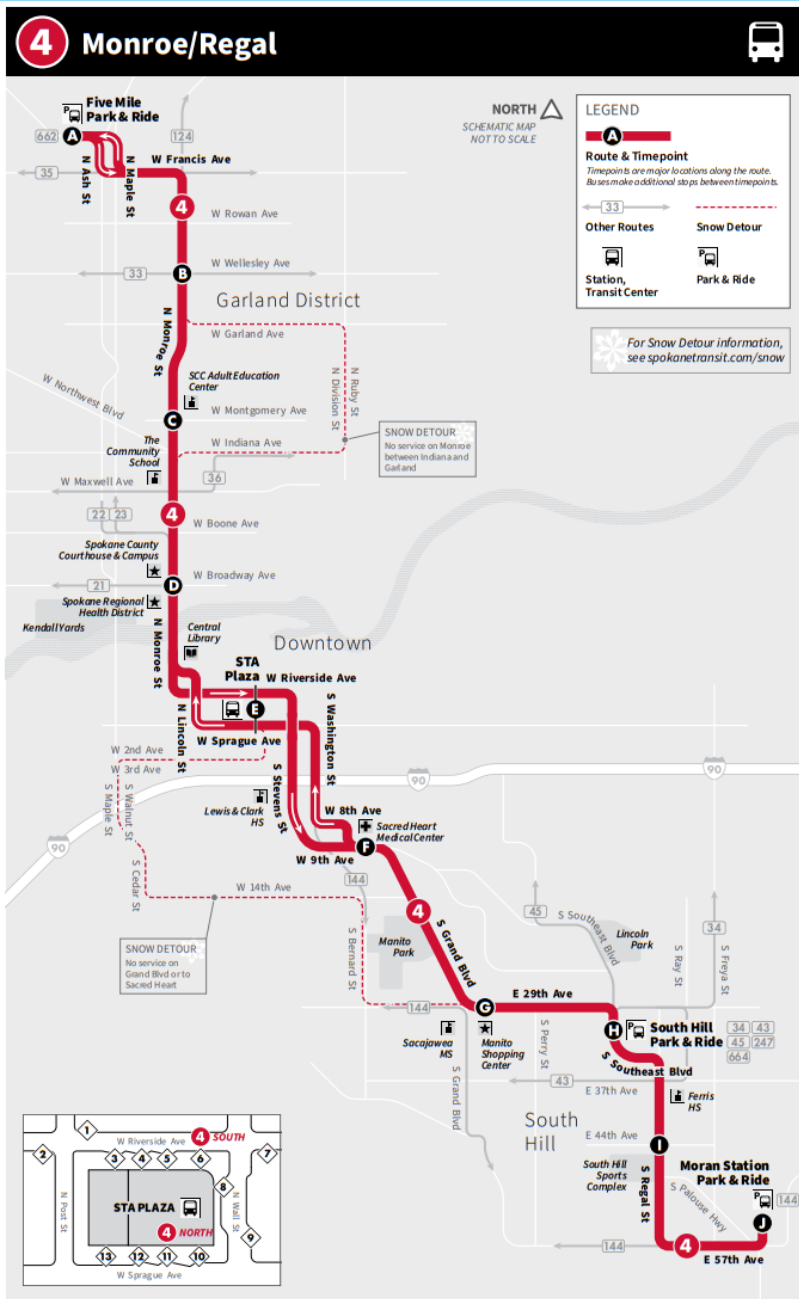 4 Monroe/Regal
Five Mile
Park & Ride
P
662
A
124
35
N Ash St
N Maple St
W Francis Ave
4
W Rowan Ave
NORTH
SCHEMATIC MAP
NOT TO SCALE
LEGEND
A
Route & Timepoint
Timepoints are major locations along the route.
Buses make additional stops between timepoints.
33
Other Routes
Snow Detour
Station,
Transit Center
P
Park & Ride
For Snow Detour information,
see spokanetransit.com/snow
33
B
W Wellesley Ave
Garland District
N Monroe St
W Garland Ave
SCC Adult Education
Center
N Division St
N Ruby St
W Northwest Blvd
C
W Montgomery Ave
The
Community
School
W Indiana Ave
SNOW DETOUR
No service on Monroe
between Indiana and
Garland
W Maxwell Ave
36
22
23
4
W Boone Ave
Spokane County
Courthouse & Campus
21
D
W Broadway Ave
Spokane Regional
Health District
Kendall Yards
N Monroe St
Central
Library
Downtown
STA
Plaza
W Riverside Ave
E
N Lincoln St
W Sprague Ave
S Washington St
W 2nd Ave
W 3rd Ave
S Stevens St
90
90
90
S Maple St
S Walnut St
Lewis & Clark
HS
W 8th Ave
Sacred Heart
Medical Center
W 9th Ave
F
S Cedar St
144
W 14th Ave
4
S Grand Blvd
45
S Southeast Blvd
Lincoln
Park
34
S Ray St
S Freya St
SNOW DETOUR
No service on
Grand Blvd or to
Sacred Heart
S Bernard St
Manito
Park
E 29th Ave
144
G
Sacajawea
MS
Manito
Shopping
Center
S Perry St
H
P
South Hill
Park & Ride
34
43
45
247
664
S Southeast Blvd
S Grand Blvd
43
E 37th Ave
Ferris
HS
South
Hill
E 44th Ave
I
South Hill
Sports
Complex
S Regal St
Moran Station
Park & Ride
S Palouse Hwy
P
144
J
144
4
E 57th Ave
1
W Riverside Ave
4 SOUTH
2
3
4
5
6
7
N Post St
STA PLAZA
8
N Wall St
4 NORTH
9
13
12
11
10
W Sprague Ave